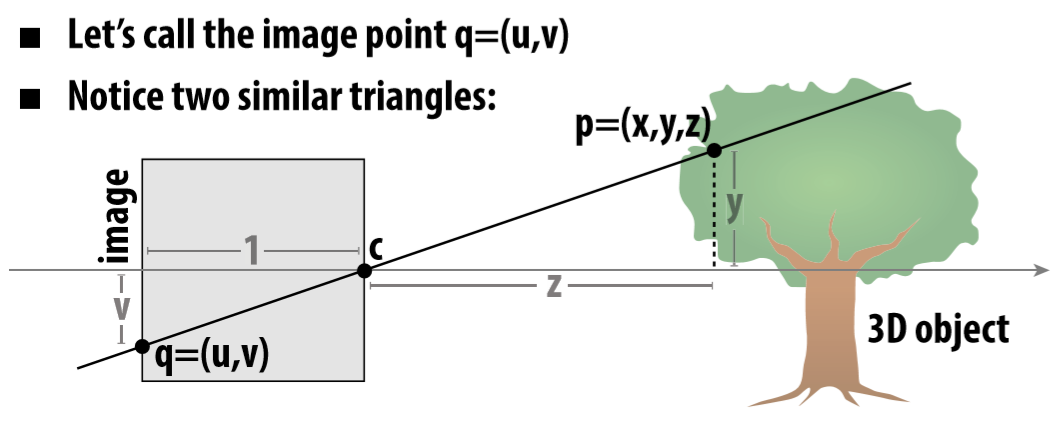 ■ Let's call the image point q=(u,v)
■ Notice two similar triangles:
p=(x,y,z)
image
1
c
y
v
z
q=(u,v)
3D object